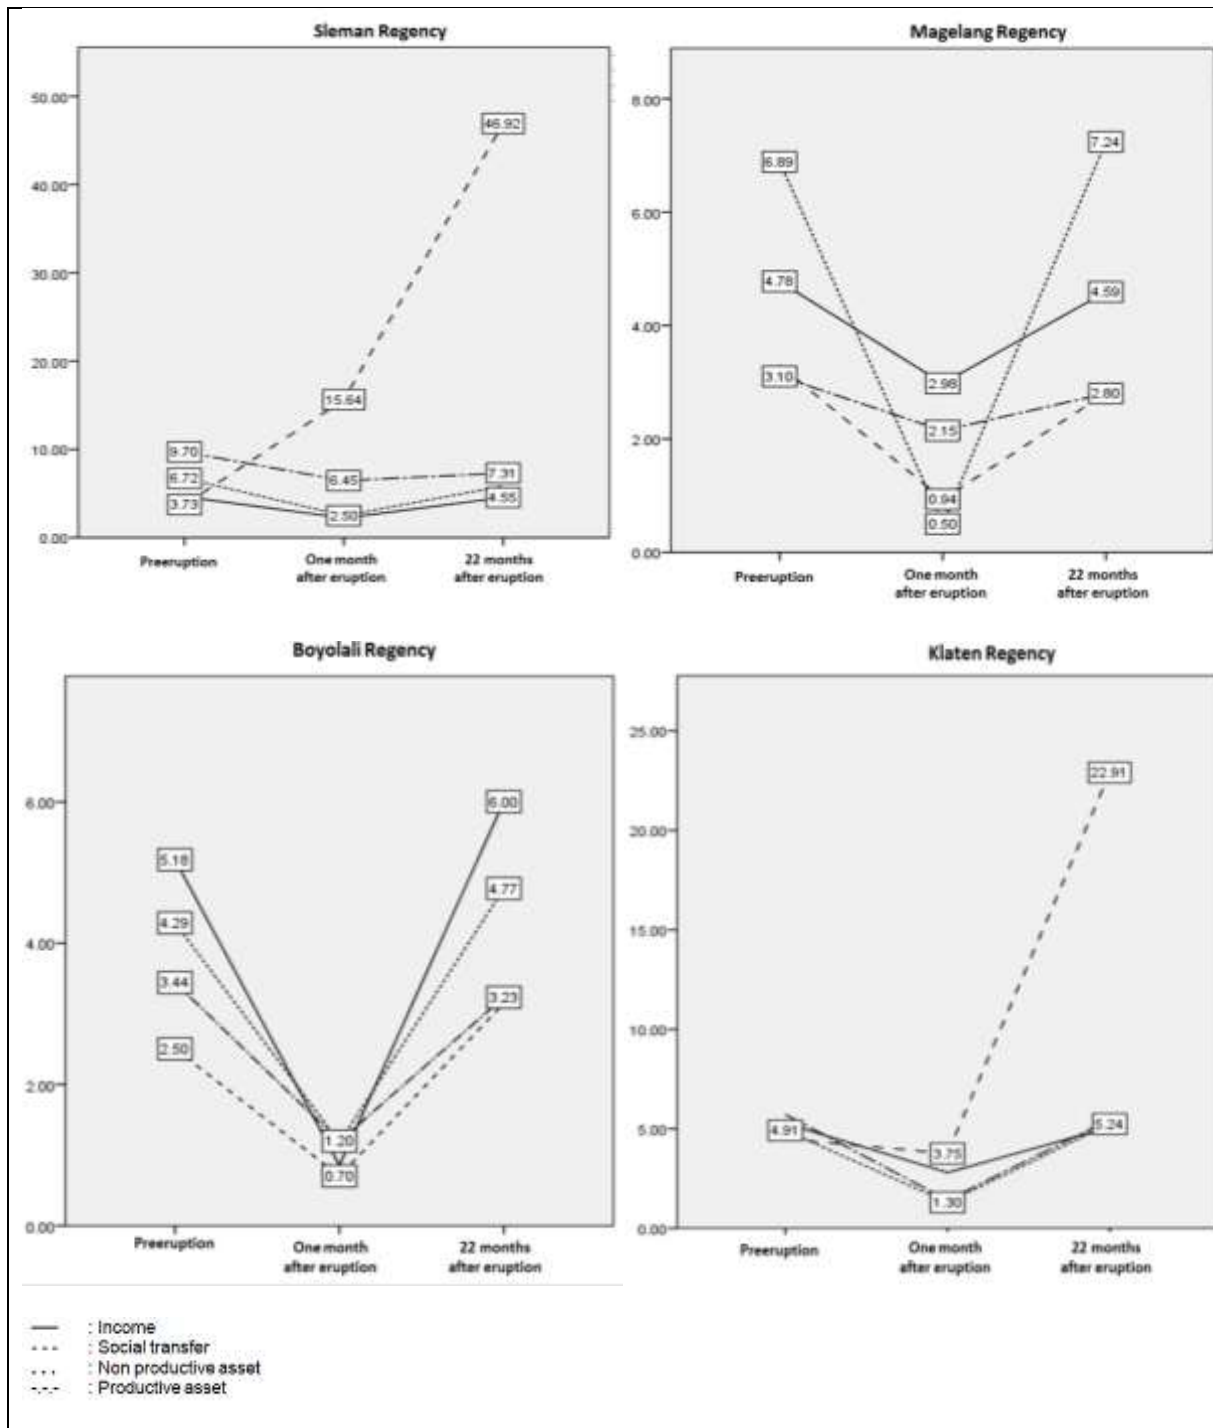 Sleman Regency
50.00
40.00
30.00
20.00
10.00
0.00
46.92
15.64
9.70
6.72
3.73
6.45
2.50
7.31
4.55
Preeruption
One month
after eruption
22 months
after eruption
Magelang Regency
8.00
6.00
4.00
2.00
0.00
6.89
4.78
3.10
2.98
2.15
0.94
0.50
7.24
4.59
2.80
Preeruption
One month
after eruption
22 months
after eruption
Boyolali Regency
6.00
4.00
2.00
0.00
5.18
4.29
3.44
2.50
1.20
0.70
6.00
4.77
3.23
Preeruption
One month
after eruption
22 months
after eruption
Klaten Regency
25.00
20.00
15.00
10.00
5.00
0.00
4.91
3.75
1.30
22.91
5.24
Preeruption
One month
after eruption
22 months
after eruption
: Income
: Social transfer
: Non productive asset
: Productive asset